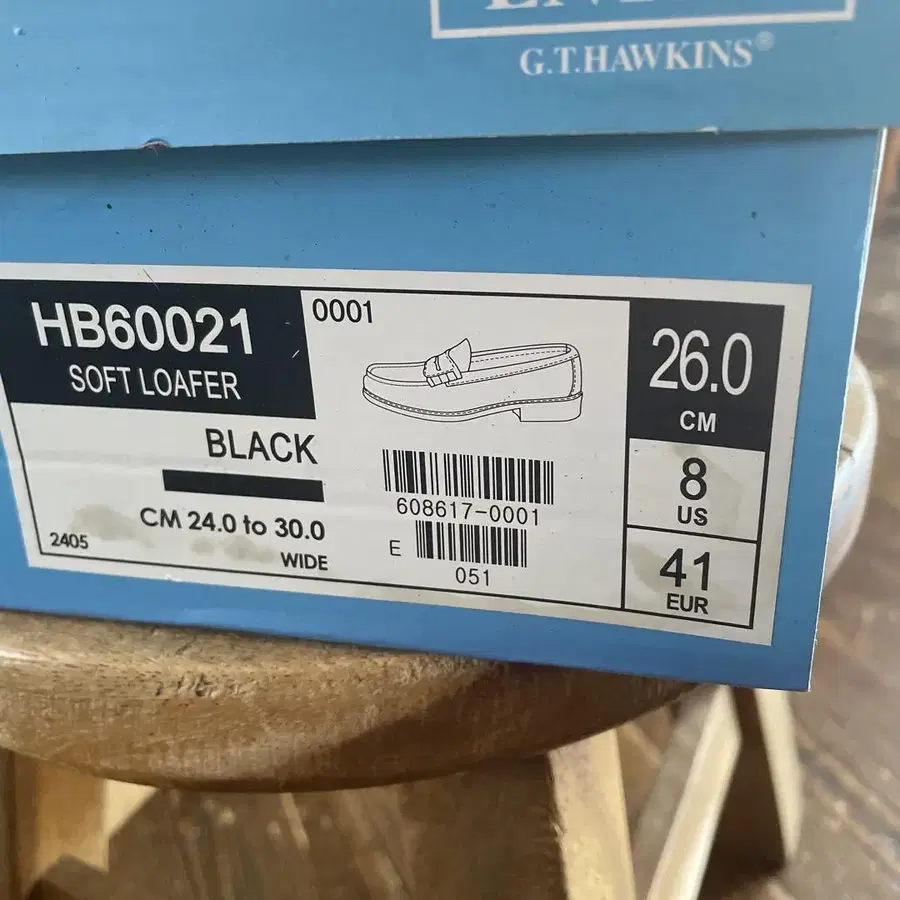 G.T.HAWKINS®
HB60021
SOFT LOAFER
0001
26.0
CM
BLACK
608617-0001
8
US
CM 24.0 to 30.0
WIDE
2405
E
051
41
EUR